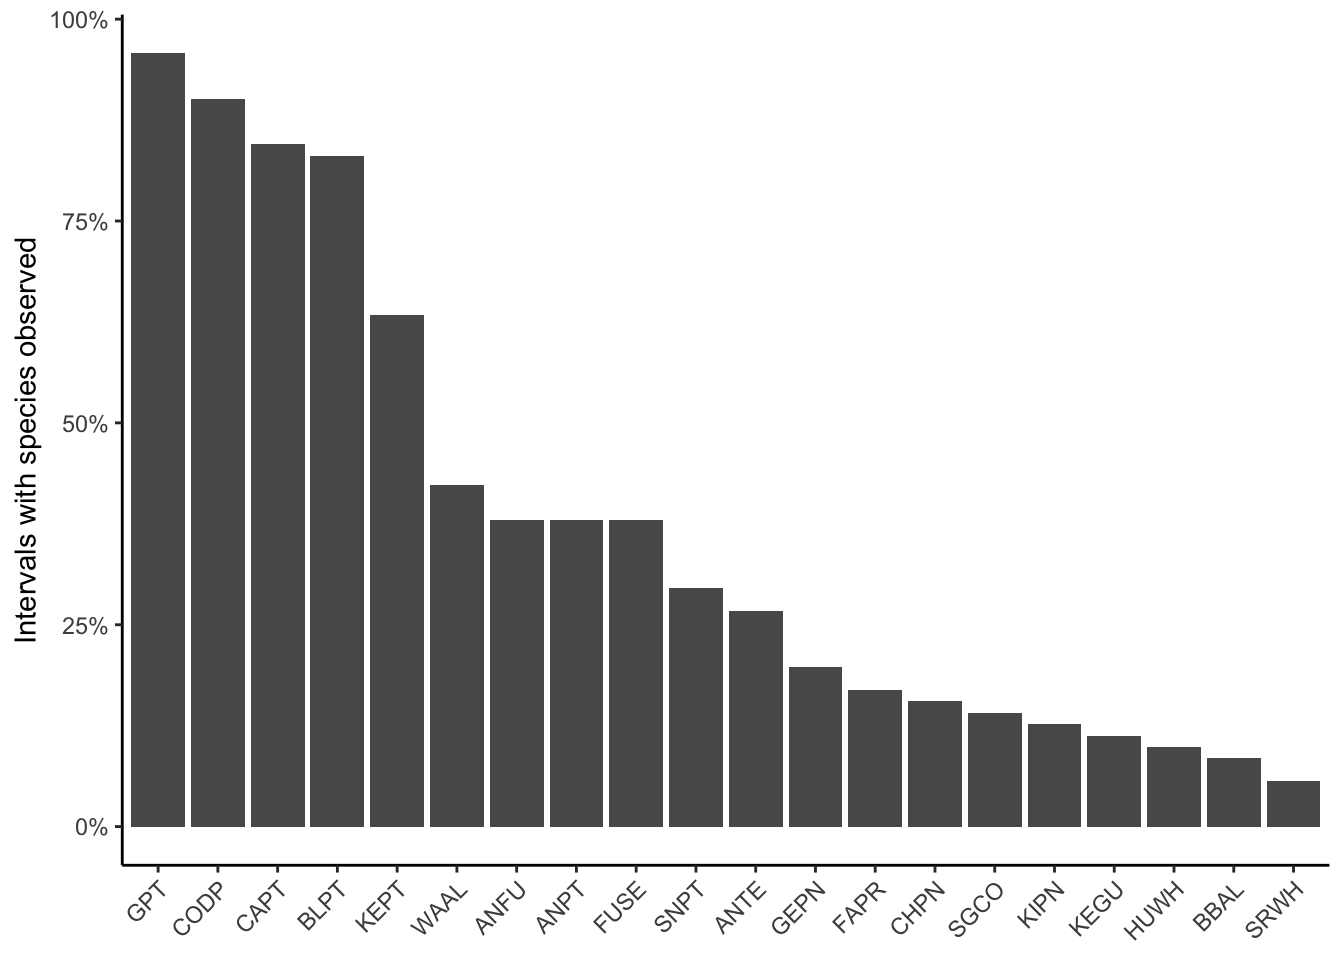 100%
75%
50%
25%
0%
Intervals with species observed
GPT
CODP
CAPT
BLPT
KEPT
WAAL
ANFU
ANPT
FUSE
SNPT
ANTE
GEPN
FAPR
CHPN
SGCO
KIPN
KEGU
HUWH
BBAL
SRWH